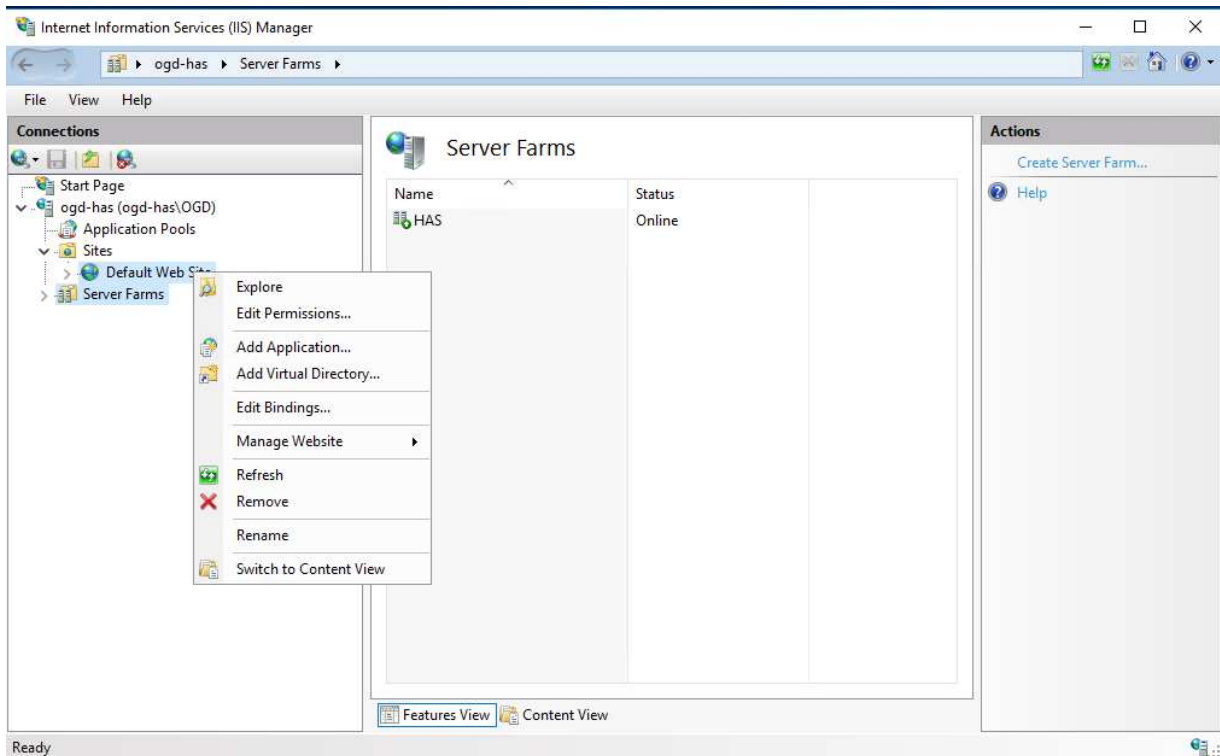 Internet Information Services (IIS) Manager
ogd-has Server Farms
File View Help
Connections
Start Page
ogd-has (ogd-has\OGD)
Application Pools
Sites
Default Web Site
Server Farms
Explore
Edit Permissions...
Add Application...
Add Virtual Directory...
Edit Bindings...
Manage Website
Refresh
Remove
Rename
Switch to Content View
Server Farms
Name Status
HAS Online
Features View Content View
Actions
Create Server Farm...
Help
Ready